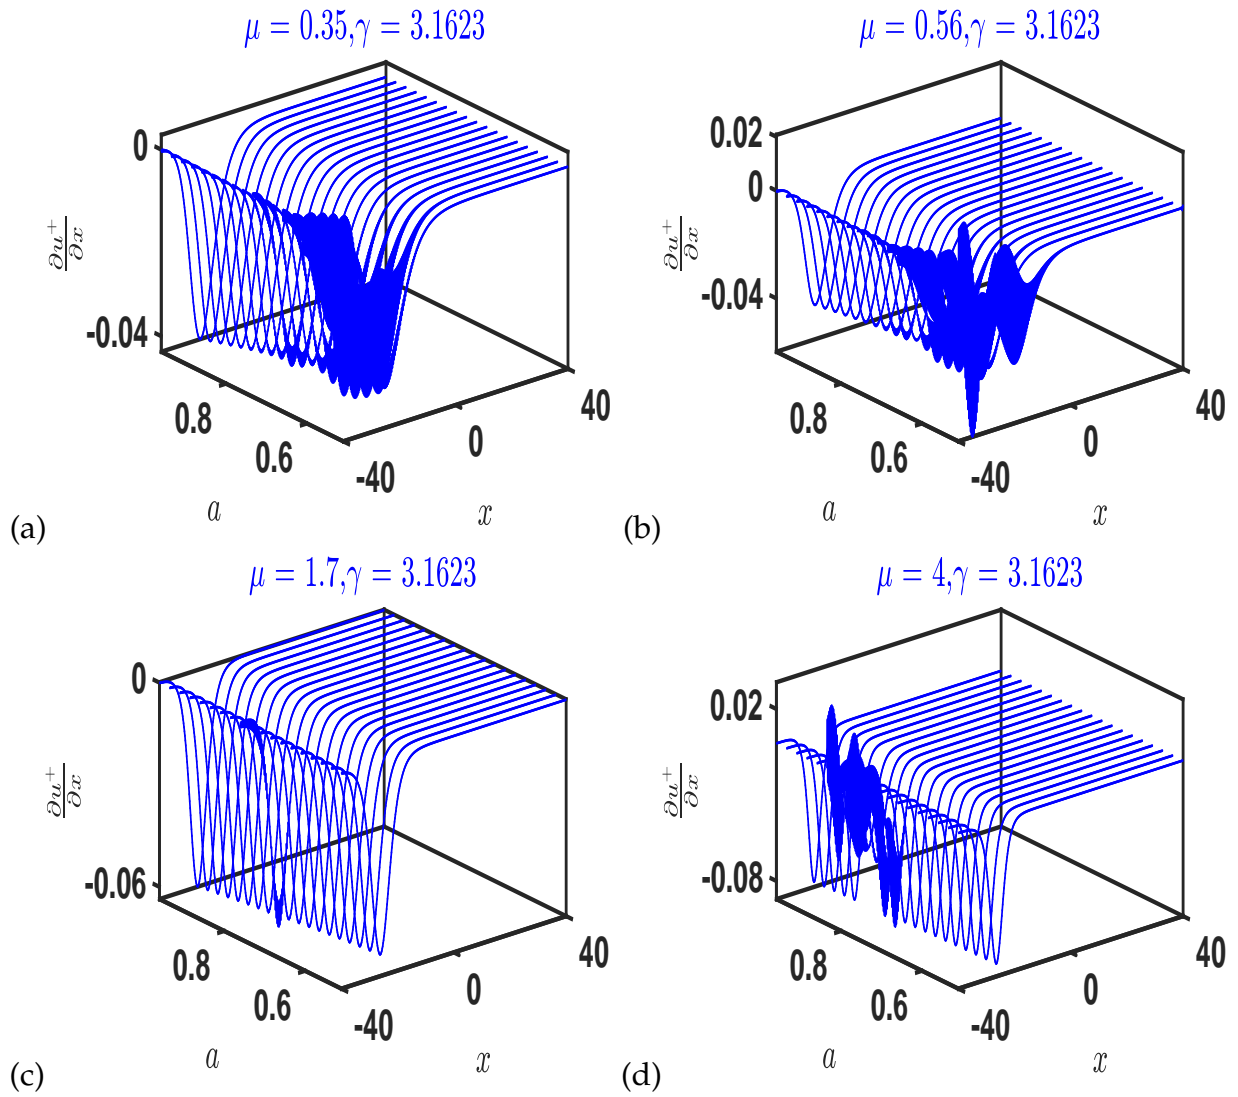 μ = 0.35,γ = 3.1623
0
-0.04
∂u⁺/∂x
0.8
0.6
a
-40
0
40
x
(a)
μ = 0.56,γ = 3.1623
0.02
0
-0.04
∂u⁺/∂x
0.8
0.6
a
-40
0
40
x
(b)
μ = 1.7,γ = 3.1623
0
-0.06
∂u⁺/∂x
0.8
0.6
a
-40
0
40
x
(c)
μ = 4,γ = 3.1623
0.02
-0.08
∂u⁺/∂x
0.8
0.6
a
-40
0
40
x
(d)